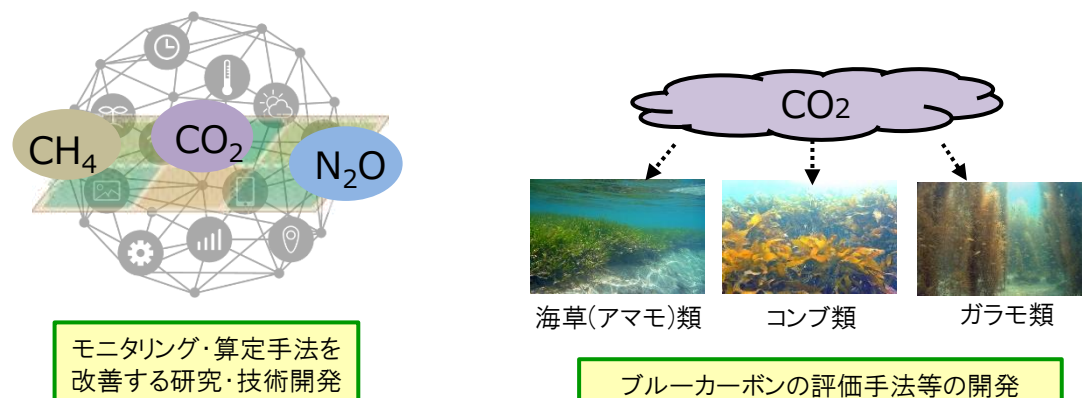 CH₄
CO₂
N₂O
モニタリング・算定手法を
改善する研究・技術開発
CO₂
海草(アマモ)類
コンブ類
ガラモ類
ブルーカーボンの評価手法等の開発